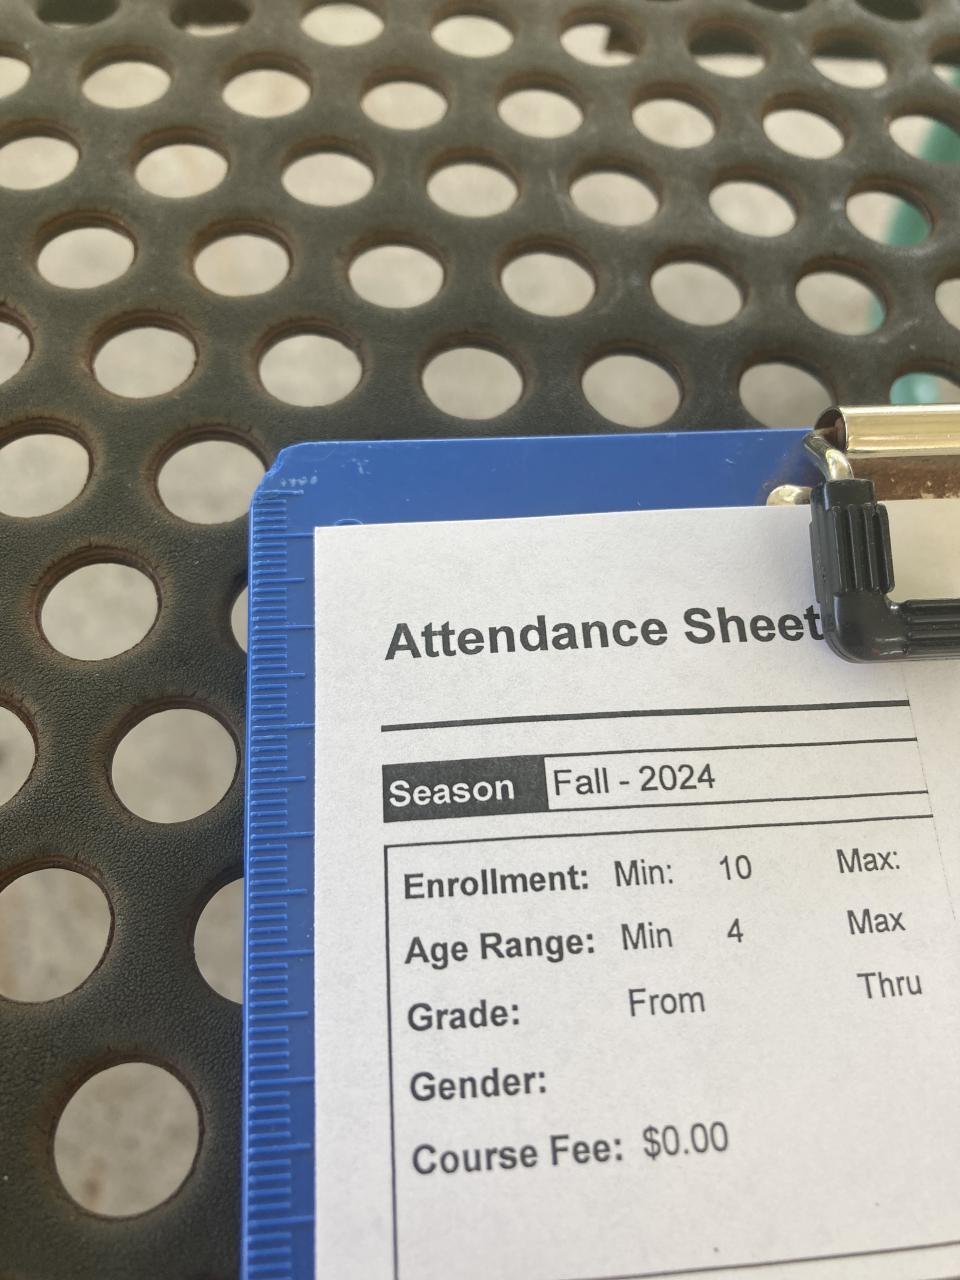 Attendance Sheet
Season Fall - 2024
Enrollment: Min: 10 Max:
Age Range: Min 4 Max
Grade: From Thru
Gender:
Course Fee: $0.00